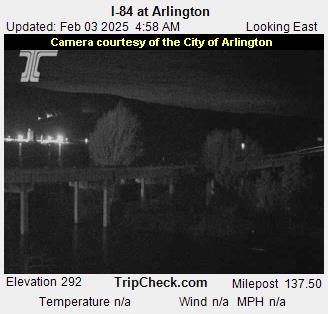 I-84 at Arlington
Updated: Feb 03 2025 4:58 AM Looking East
Camera courtesy of the City of Arlington
Elevation 292 TripCheck.com Milepost 137.50
Temperature n/a Wind n/a MPH n/a